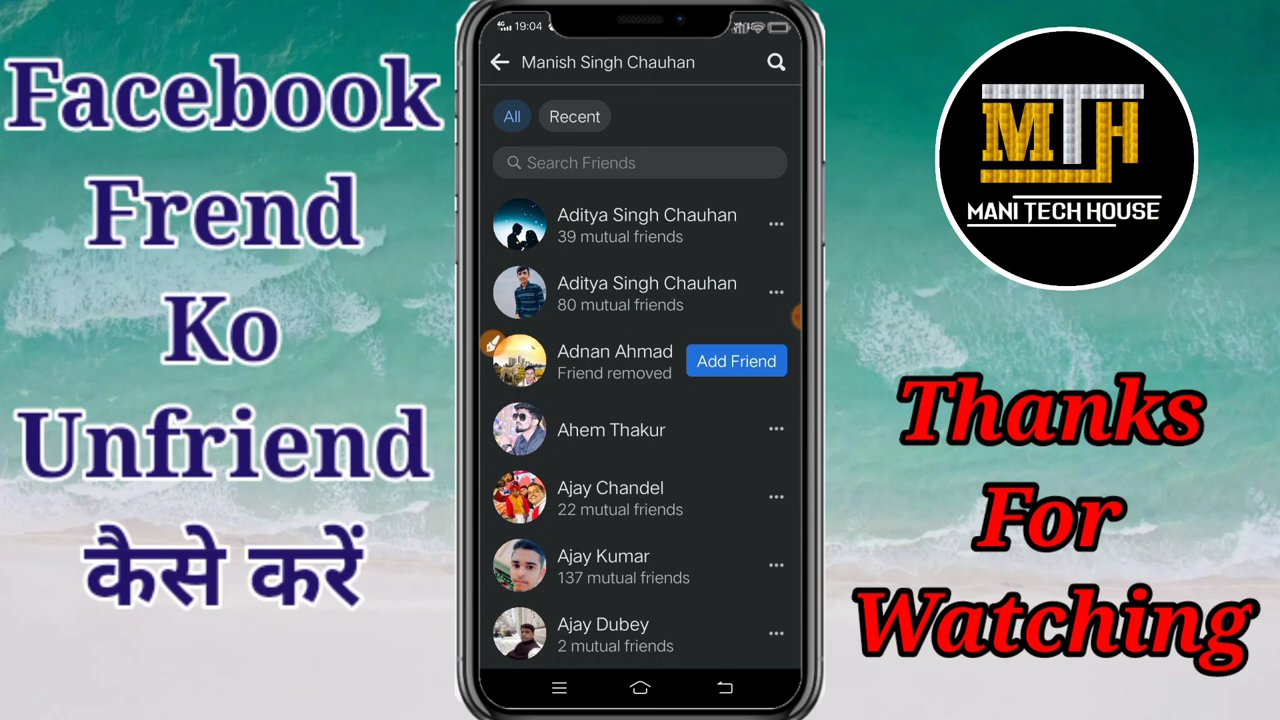 Facebook
Frend
Ko
Unfriend
कैसे करें
4G 19:04
Manish Singh Chauhan
All Recent
Search Friends
Aditya Singh Chauhan
39 mutual friends
Aditya Singh Chauhan
80 mutual friends
Adnan Ahmad
Friend removed
Add Friend
Ahem Thakur
Ajay Chandel
22 mutual friends
Ajay Kumar
137 mutual friends
Ajay Dubey
2 mutual friends
MTH
MANI TECH HOUSE
Thanks
For
Watching